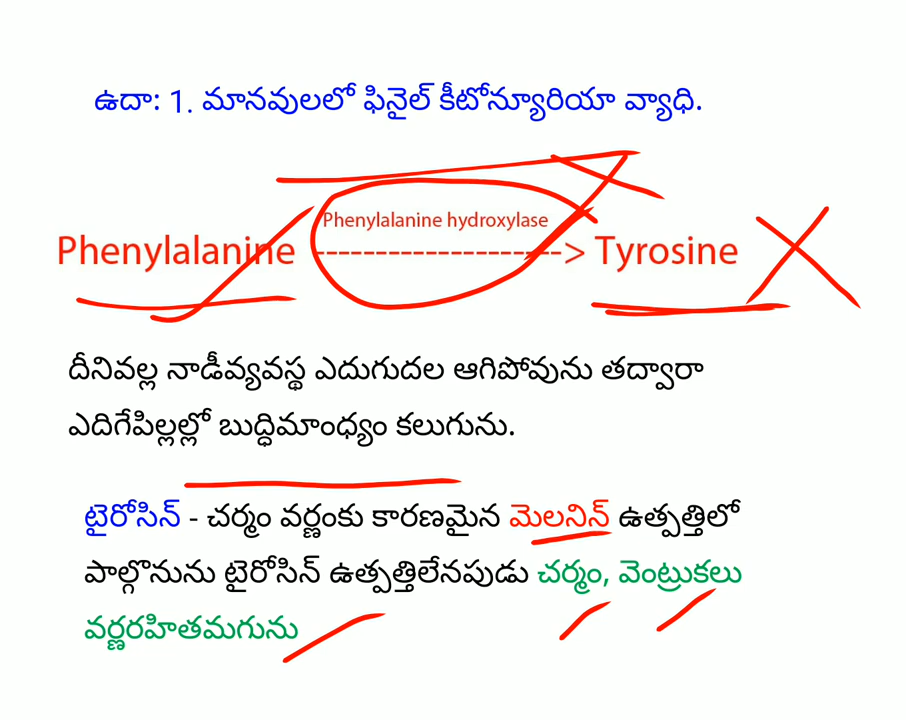 ఉదా: 1. మానవులలో ఫినైల్ కీటోన్యూరియా వ్యాధి.
Phenylalanine hydroxylase
Phenylalanine ---------------------> Tyrosine
దీనివల్ల నాడీవ్యవస్థ ఎదుగుదల ఆగిపోవును తద్వారా
ఎదిగేపిల్లల్లో బుద్ధిమాంధ్యం కలుగును.
టైరోసిన్ - చర్మం వర్ణంకు కారణమైన మెలనిన్ ఉత్పత్తిలో
పాల్గొనును టైరోసిన్ ఉత్పత్తిలేనపుడు చర్మం, వెంట్రుకలు
వర్ణరహితమగును